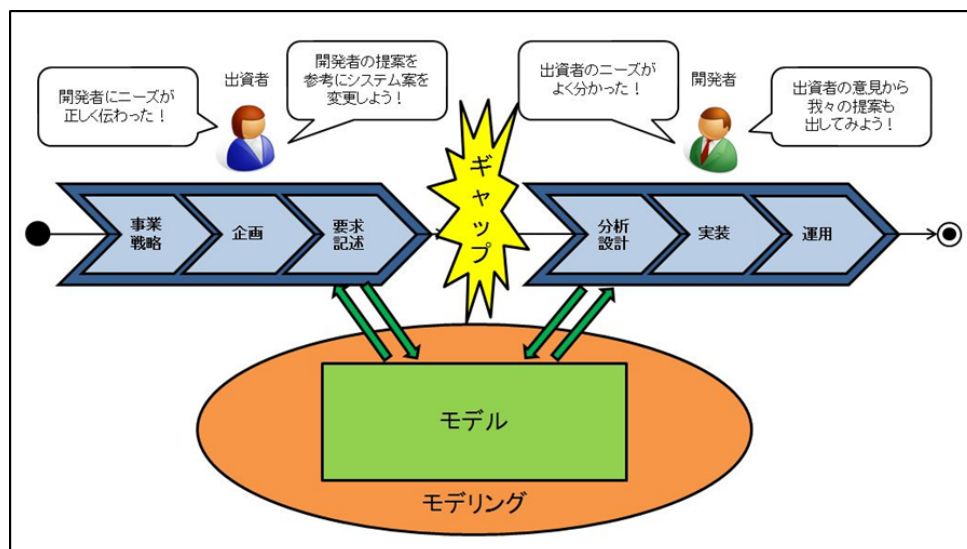 開発者にニーズが
正しく伝わった！
出資者
開発者の提案を
参考にシステム案を
変更しよう！
出資者のニーズが
よく分かった！
開発者
出資者の意見から
我々の提案も
出してみよう！
ギャップ
事業
戦略
企画
要求
記述
分析
設計
実装
運用
モデル
モデリング